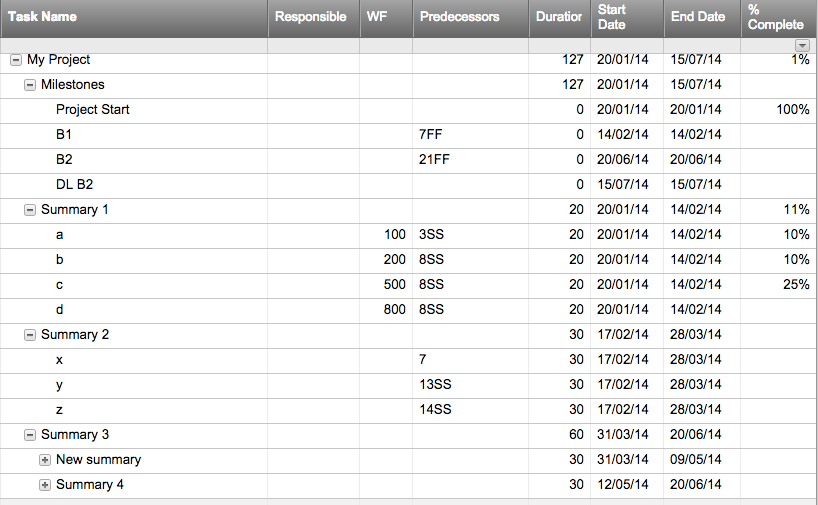 Task Name Responsible WF Predecessors Duration Start Date End Date % Complete
My Project 127 20/01/14 15/07/14 1%
Milestones 127 20/01/14 15/07/14
Project Start 0 20/01/14 20/01/14 100%
B1 7FF 0 14/02/14 14/02/14
B2 21FF 0 20/06/14 20/06/14
DL B2 0 15/07/14 15/07/14
Summary 1 20 20/01/14 14/02/14 11%
a 100 3SS 20 20/01/14 14/02/14 10%
b 200 8SS 20 20/01/14 14/02/14 10%
c 500 8SS 20 20/01/14 14/02/14 25%
d 800 8SS 20 20/01/14 14/02/14
Summary 2 30 17/02/14 28/03/14
x 7 30 17/02/14 28/03/14
y 13SS 30 17/02/14 28/03/14
z 14SS 30 17/02/14 28/03/14
Summary 3 60 31/03/14 20/06/14
New summary 30 31/03/14 09/05/14
Summary 4 30 12/05/14 20/06/14